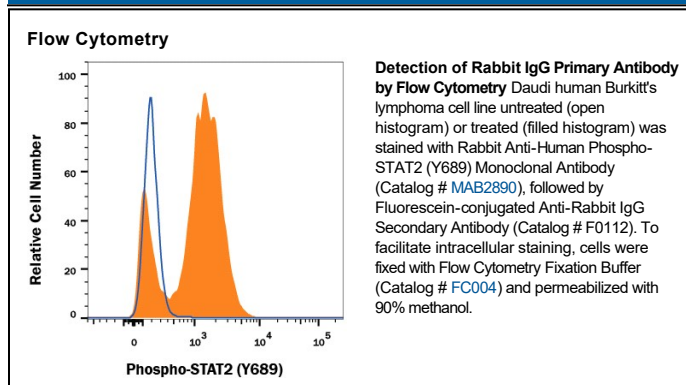 Flow Cytometry
100
80
60
40
20
0
Relative Cell Number
0
10³
10⁴
10⁵
Phospho-STAT2 (Y689)
Detection of Rabbit IgG Primary Antibody
by Flow Cytometry Daudi human Burkitt's
lymphoma cell line untreated (open
histogram) or treated (filled histogram) was
stained with Rabbit Anti-Human Phospho-
STAT2 (Y689) Monoclonal Antibody
(Catalog # MAB2890), followed by
Fluorescein-conjugated Anti-Rabbit IgG
Secondary Antibody (Catalog # F0112). To
facilitate intracellular staining, cells were
fixed with Flow Cytometry Fixation Buffer
(Catalog # FC004) and permeabilized with
90% methanol.